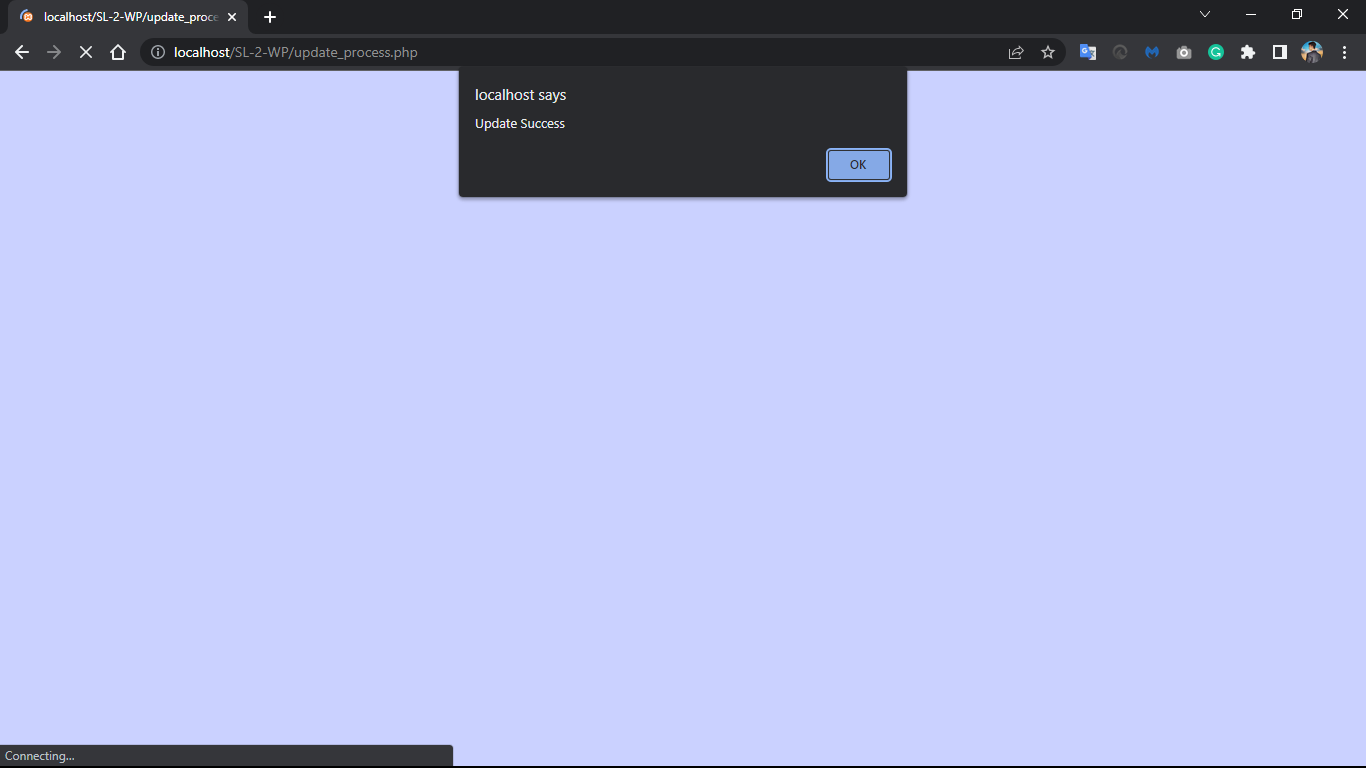 localhost/SL-2-WP/update_proce
localhost/SL-2-WP/update_process.php
localhost says
Update Success
OK
Connecting...